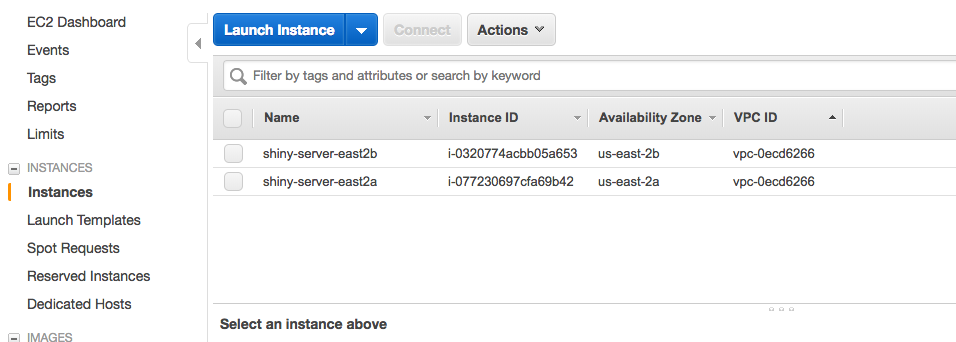 EC2 Dashboard
Events
Tags
Reports
Limits
INSTANCES
Instances
Launch Templates
Spot Requests
Reserved Instances
Dedicated Hosts
IMAGES
Launch Instance Connect Actions
Filter by tags and attributes or search by keyword
Name Instance ID Availability Zone VPC ID
shiny-server-east2b i-0320774acbb05a653 us-east-2b vpc-0ecd6266
shiny-server-east2a i-077230697cfa69b42 us-east-2a vpc-0ecd6266
Select an instance above